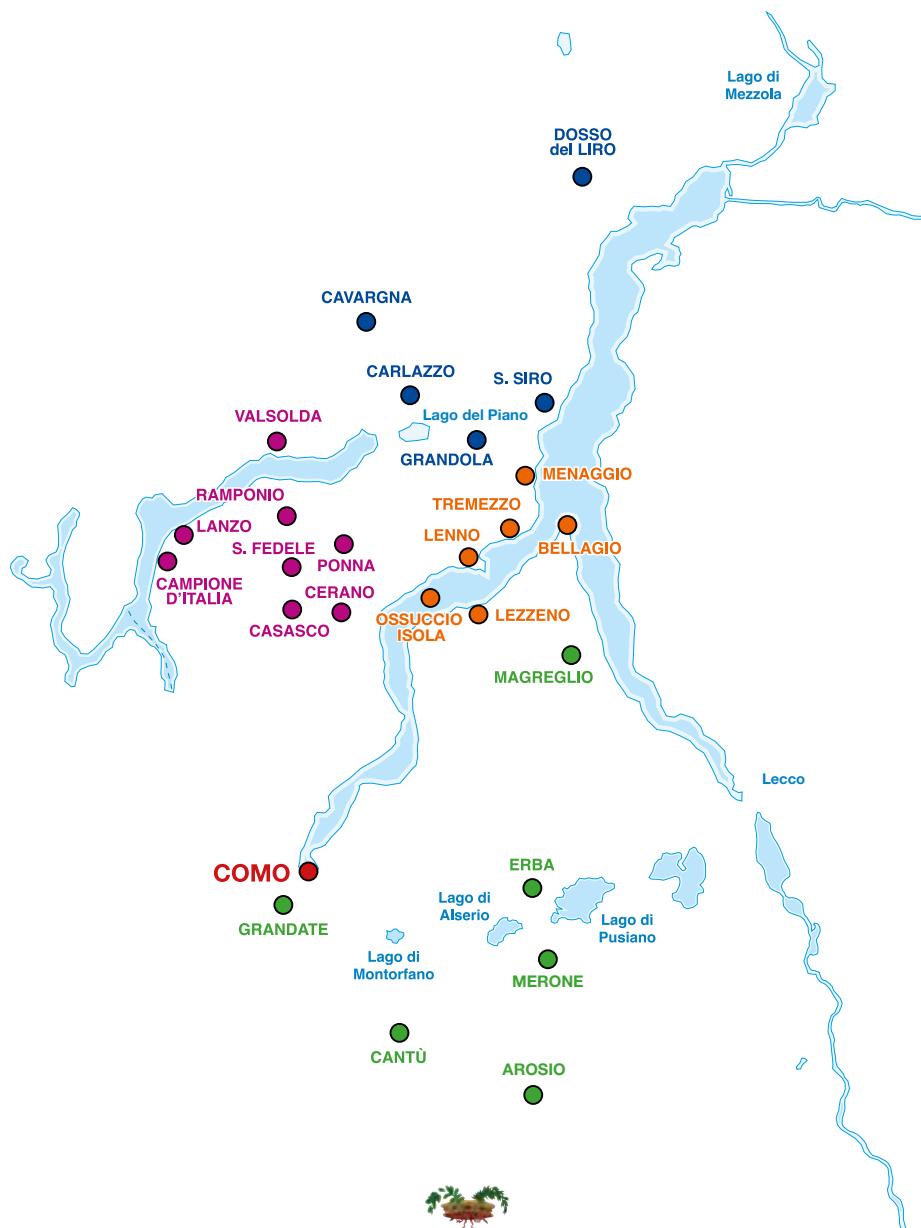 Lago di
Mezzola
DOSSO
del LIRO
CAVARGNA
CARLAZZO
S. SIRO
Lago del Piano
VALSOLDA
GRANDOLA
MENAGGIO
RAMPONIO
TREMEZZO
LANZO
LENNO
S. FEDELE
PONNA
BELLAGIO
CAMPIONE
D'ITALIA
CERANO
CASASCO
OSSUCCIO
ISOLA
LEZZENO
MAGREGLIO
Lecco
COMO
ERBA
GRANDATE
Lago di
Alserio
Lago di
Pusiano
Lago di
Montorfano
MERONE
CANTÙ
AROSIO